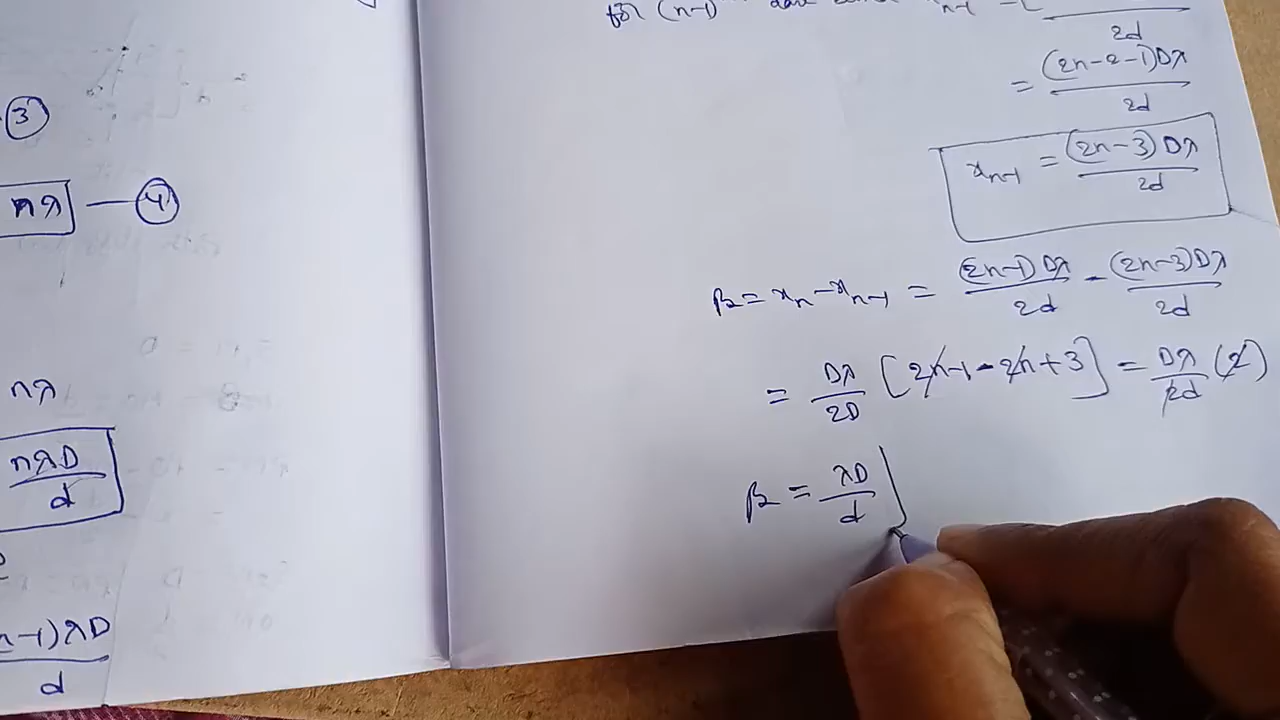 ③
nλ — ④
nλ
nλD/d
n-1)λD/d
for (n-1)
2d
= (2n-2-1)Dλ/2d
x_{n-1} = (2n-3)Dλ/2d
β = x_n - x_{n-1} = (2n-1)Dλ/2d - (2n-3)Dλ/2d
= Dλ/2D [2n-1-2n+3] = Dλ/2d (2)
β = λD/d